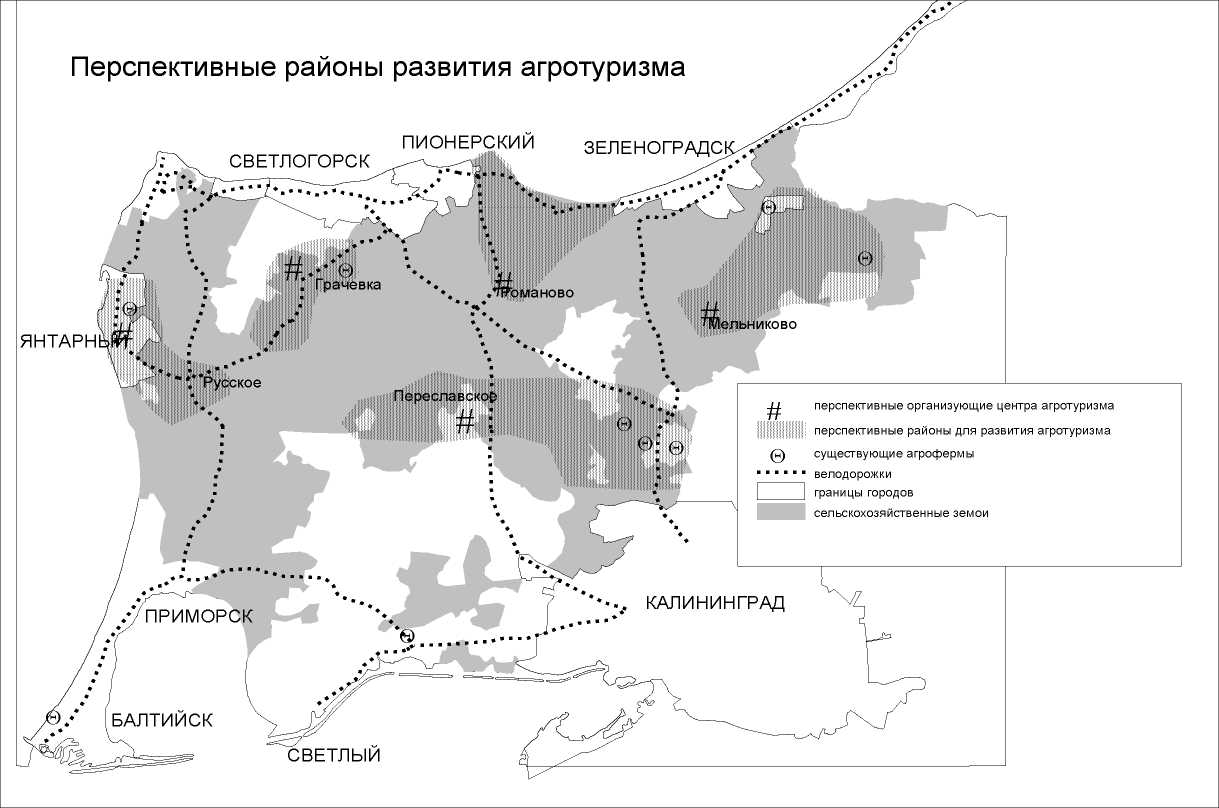 Перспективные районы развития агротуризма
ПИОНЕРСКИЙ
ЗЕЛЕНОГРАДСК
СВЕТЛОГОРСК
Грачевка
Романово
Мельниково
ЯНТАРНЫЙ
Русское
Переславское
#
перспективные организующие центра агротуризма
перспективные районы для развития агротуризма
существующие агрофермы
велодорожки
границы городов
сельскохозяйственные земои
КАЛИНИНГРАД
ПРИМОРСК
БАЛТИЙСК
СВЕТЛЫЙ